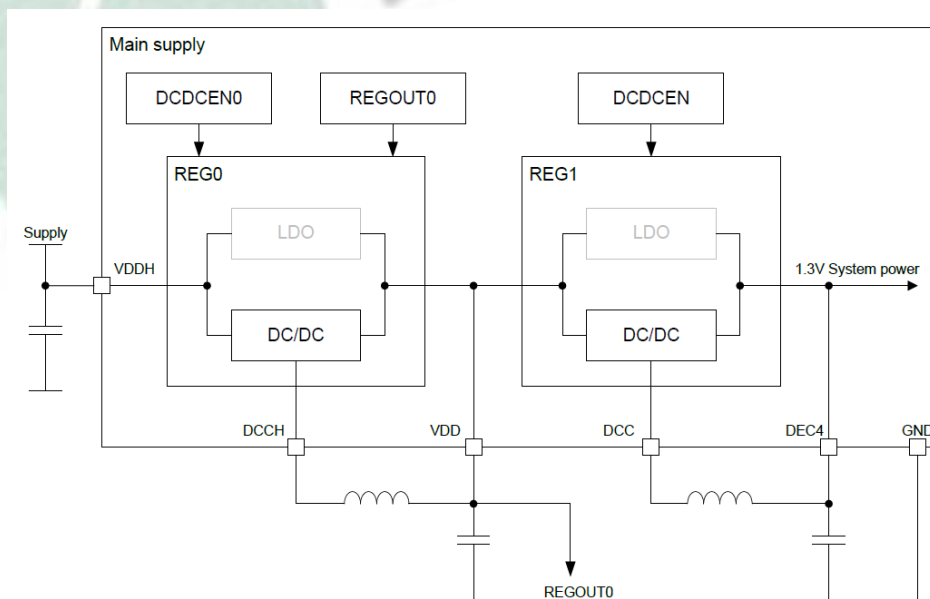 Main supply
DCDCEN0
REGOUT0
DCDCEN
REG0
REG1
LDO
LDO
Supply
VDDH
1.3V System power
DC/DC
DC/DC
DCCH
VDD
DCC
DEC4
GND
REGOUT0